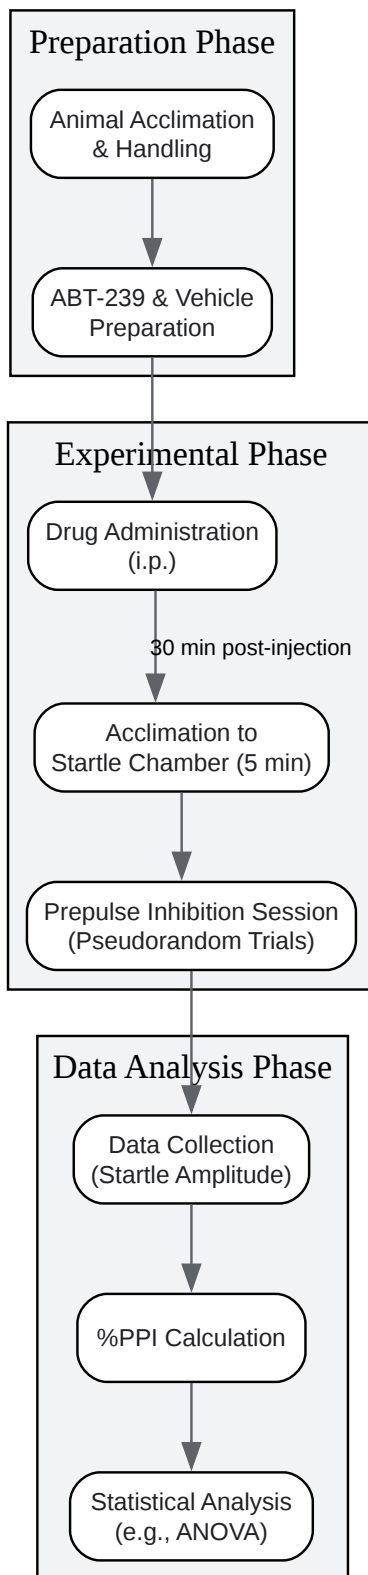 Preparation Phase
Animal Acclimation
& Handling
ABT-239 & Vehicle
Preparation
Experimental Phase
Drug Administration
(i.p.)
30 min post-injection
Acclimation to
Startle Chamber (5 min)
Prepulse Inhibition Session
(Pseudorandom Trials)
Data Analysis Phase
Data Collection
(Startle Amplitude)
%PPI Calculation
Statistical Analysis
(e.g., ANOVA)